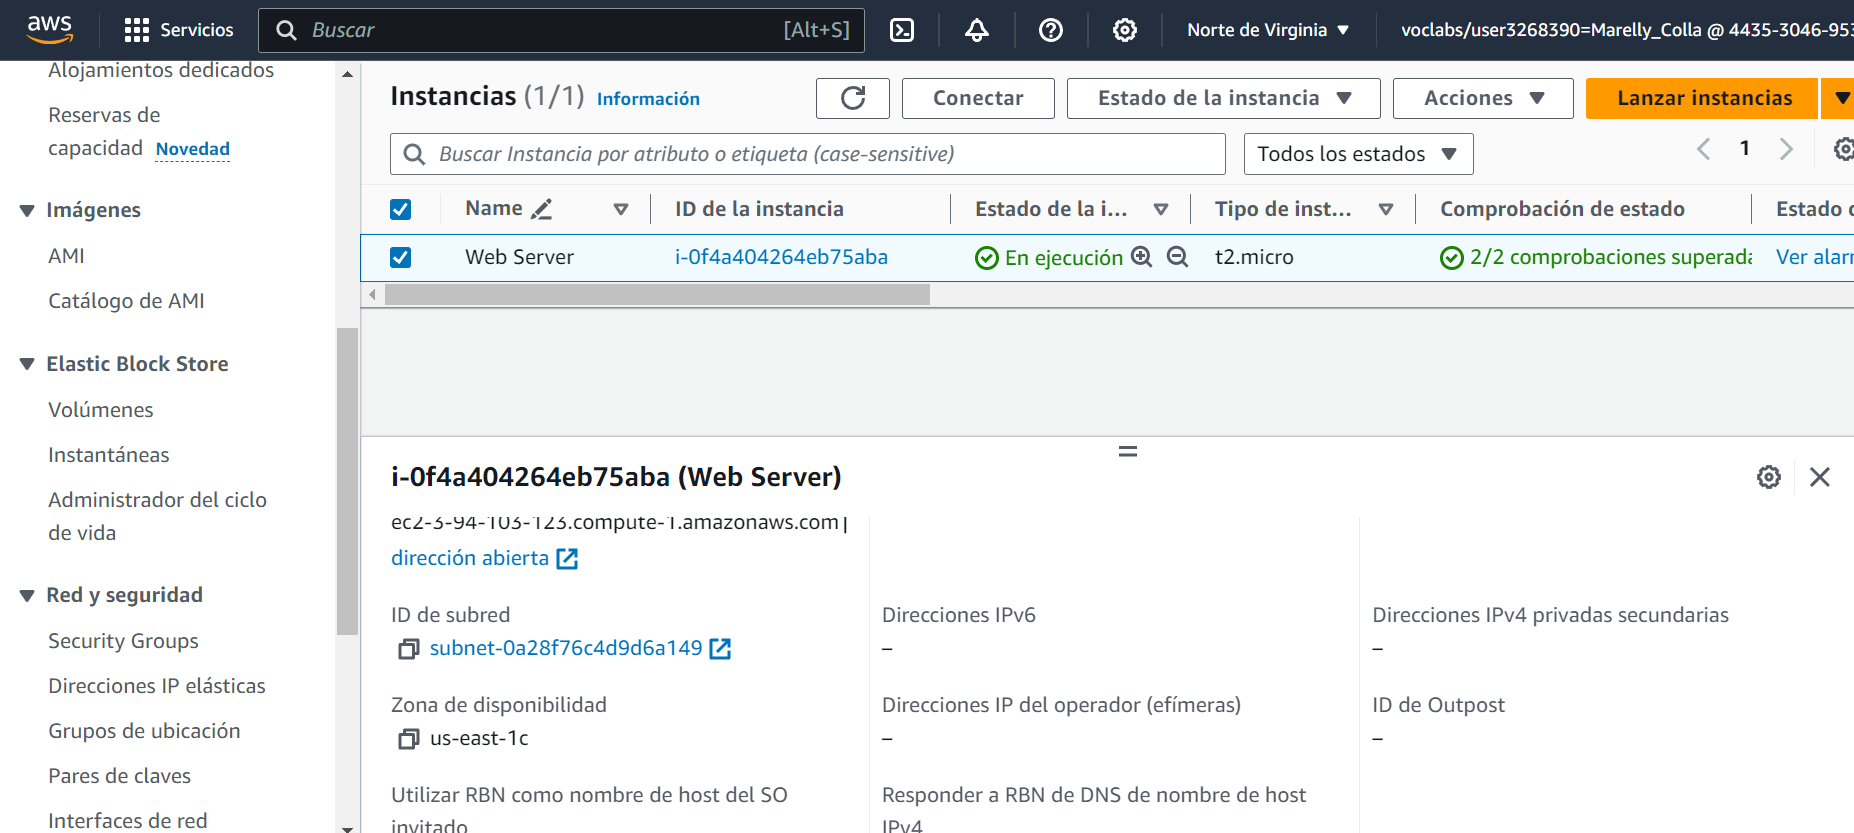 aws
Servicios
Buscar
[Alt+S]
Norte de Virginia
voclabs/user3268390=Marelly_Colla @ 4435-3046-953
Alojamientos dedicados
Reservas de
capacidad Novedad
Imágenes
AMI
Catálogo de AMI
Elastic Block Store
Volúmenes
Instantáneas
Administrador del ciclo
de vida
Red y seguridad
Security Groups
Direcciones IP elásticas
Grupos de ubicación
Pares de claves
Interfaces de red
Instancias (1/1) Información
Conectar
Estado de la instancia
Acciones
Lanzar instancias
Buscar Instancia por atributo o etiqueta (case-sensitive)
Todos los estados
1
Name
ID de la instancia
Estado de la i...
Tipo de inst...
Comprobación de estado
Estado d
Web Server
i-0f4a404264eb75aba
En ejecución
t2.micro
2/2 comprobaciones superada
Ver alarm
i-0f4a404264eb75aba (Web Server)
ec2-3-94-103-123.compute-1.amazonaws.com |
dirección abierta
ID de subred
subnet-0a28f76c4d9d6a149
Direcciones IPv6
–
Direcciones IPv4 privadas secundarias
–
Zona de disponibilidad
us-east-1c
Direcciones IP del operador (efímeras)
–
ID de Outpost
–
Utilizar RBN como nombre de host del SO
invitado
Responder a RBN de DNS de nombre de host
IPv4